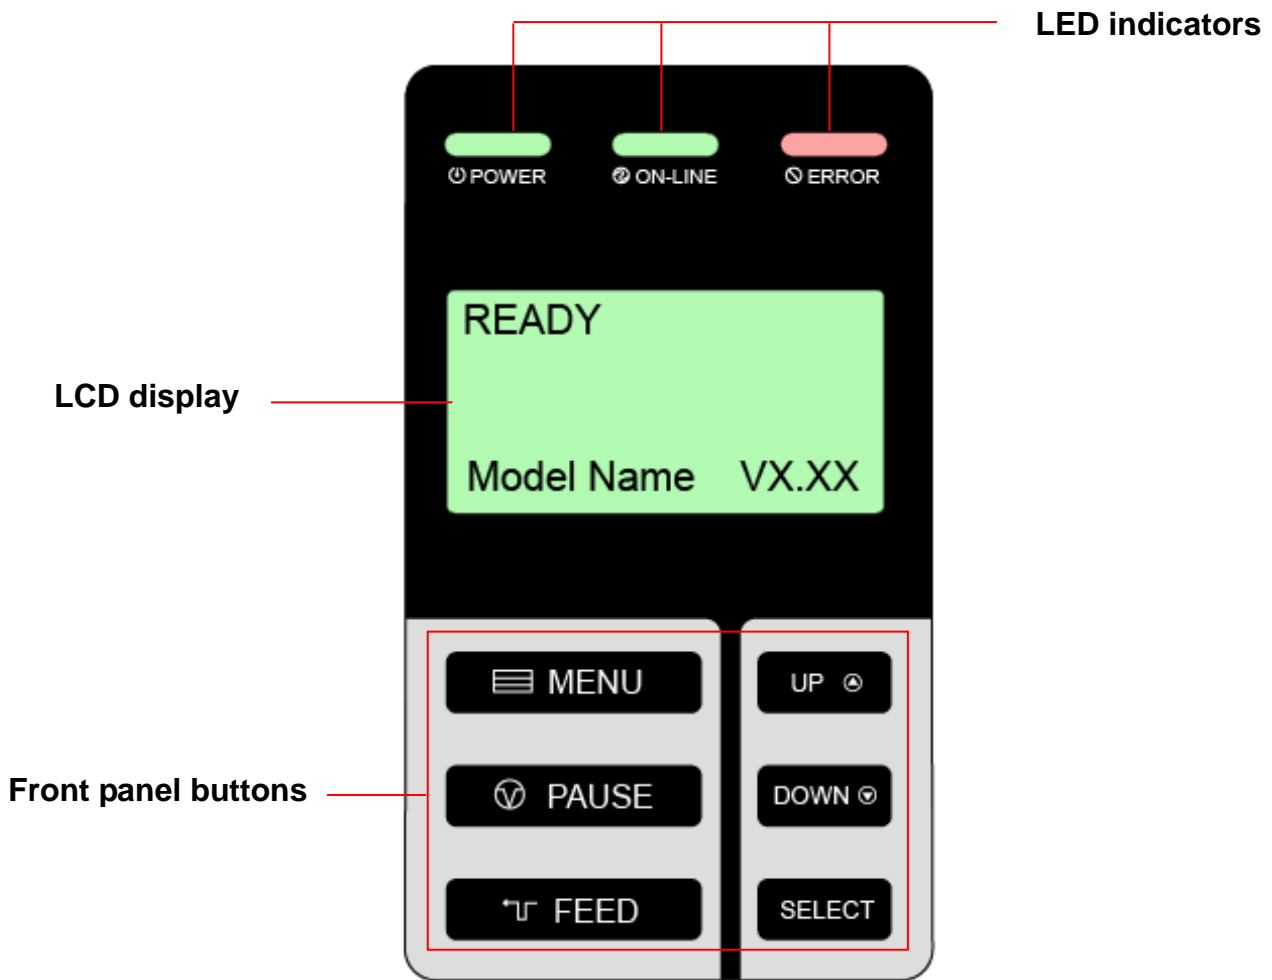 LED indicators
POWER
ON-LINE
ERROR
READY
LCD display
Model Name VX.XX
MENU
UP
Front panel buttons
PAUSE
DOWN
FEED
SELECT